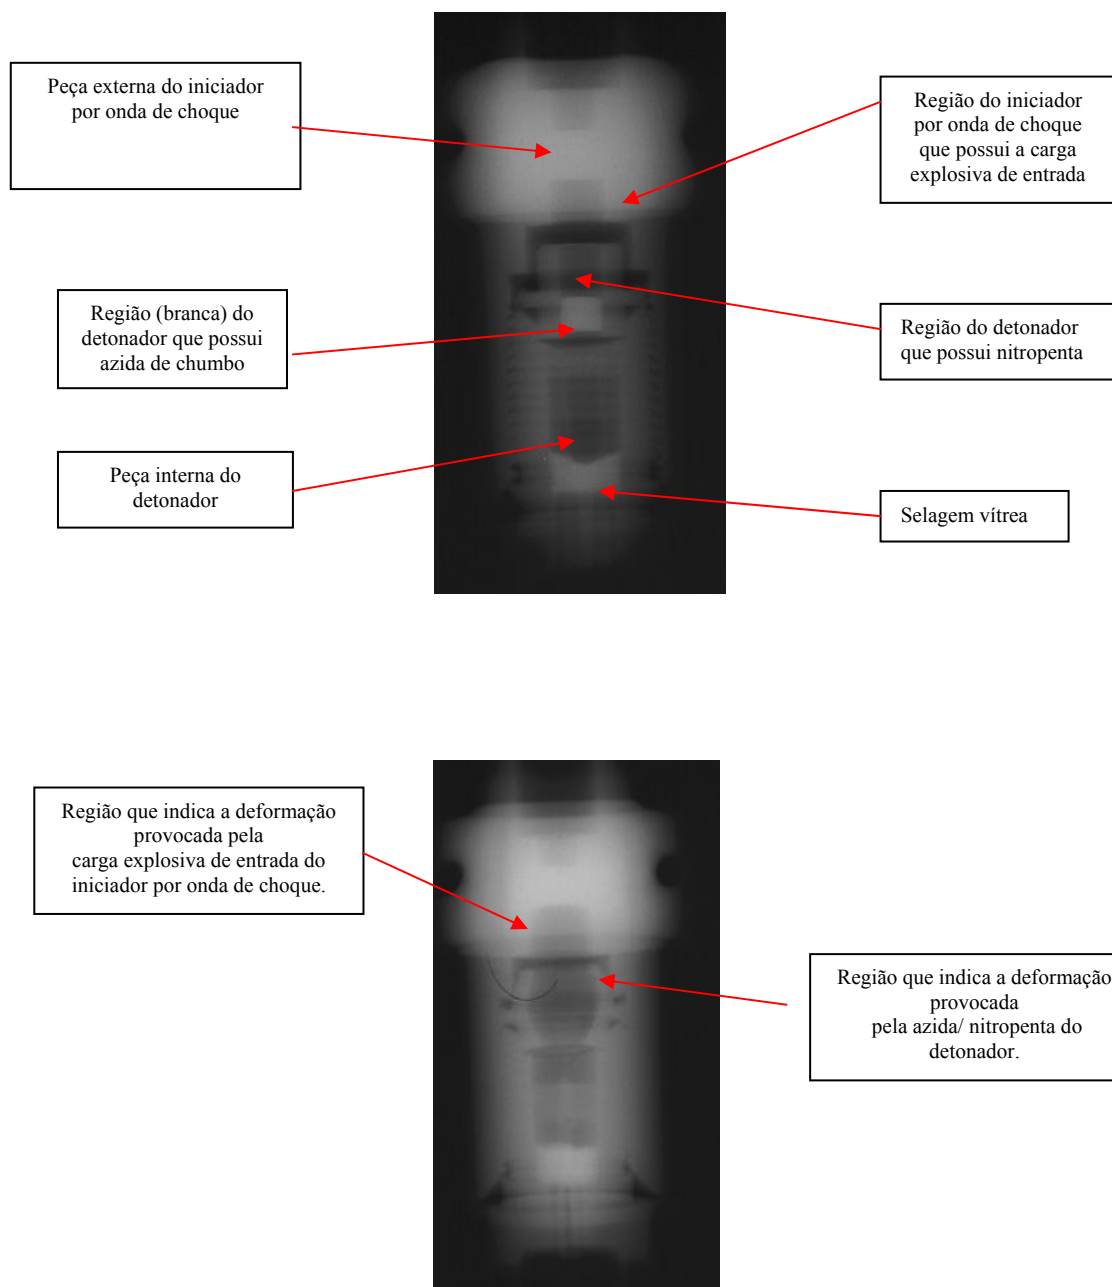 Peça externa do iniciador
por onda de choque
Região do iniciador
por onda de choque
que possui a carga
explosiva de entrada
Região (branca) do
detonador que possui
azida de chumbo
Região do detonador
que possui nitropenta
Peça interna do
detonador
Selagem vítrea
Região que indica a deformação
provocada pela
carga explosiva de entrada do
iniciador por onda de choque.
Região que indica a deformação
provocada
pela azida/ nitropenta do
detonador.